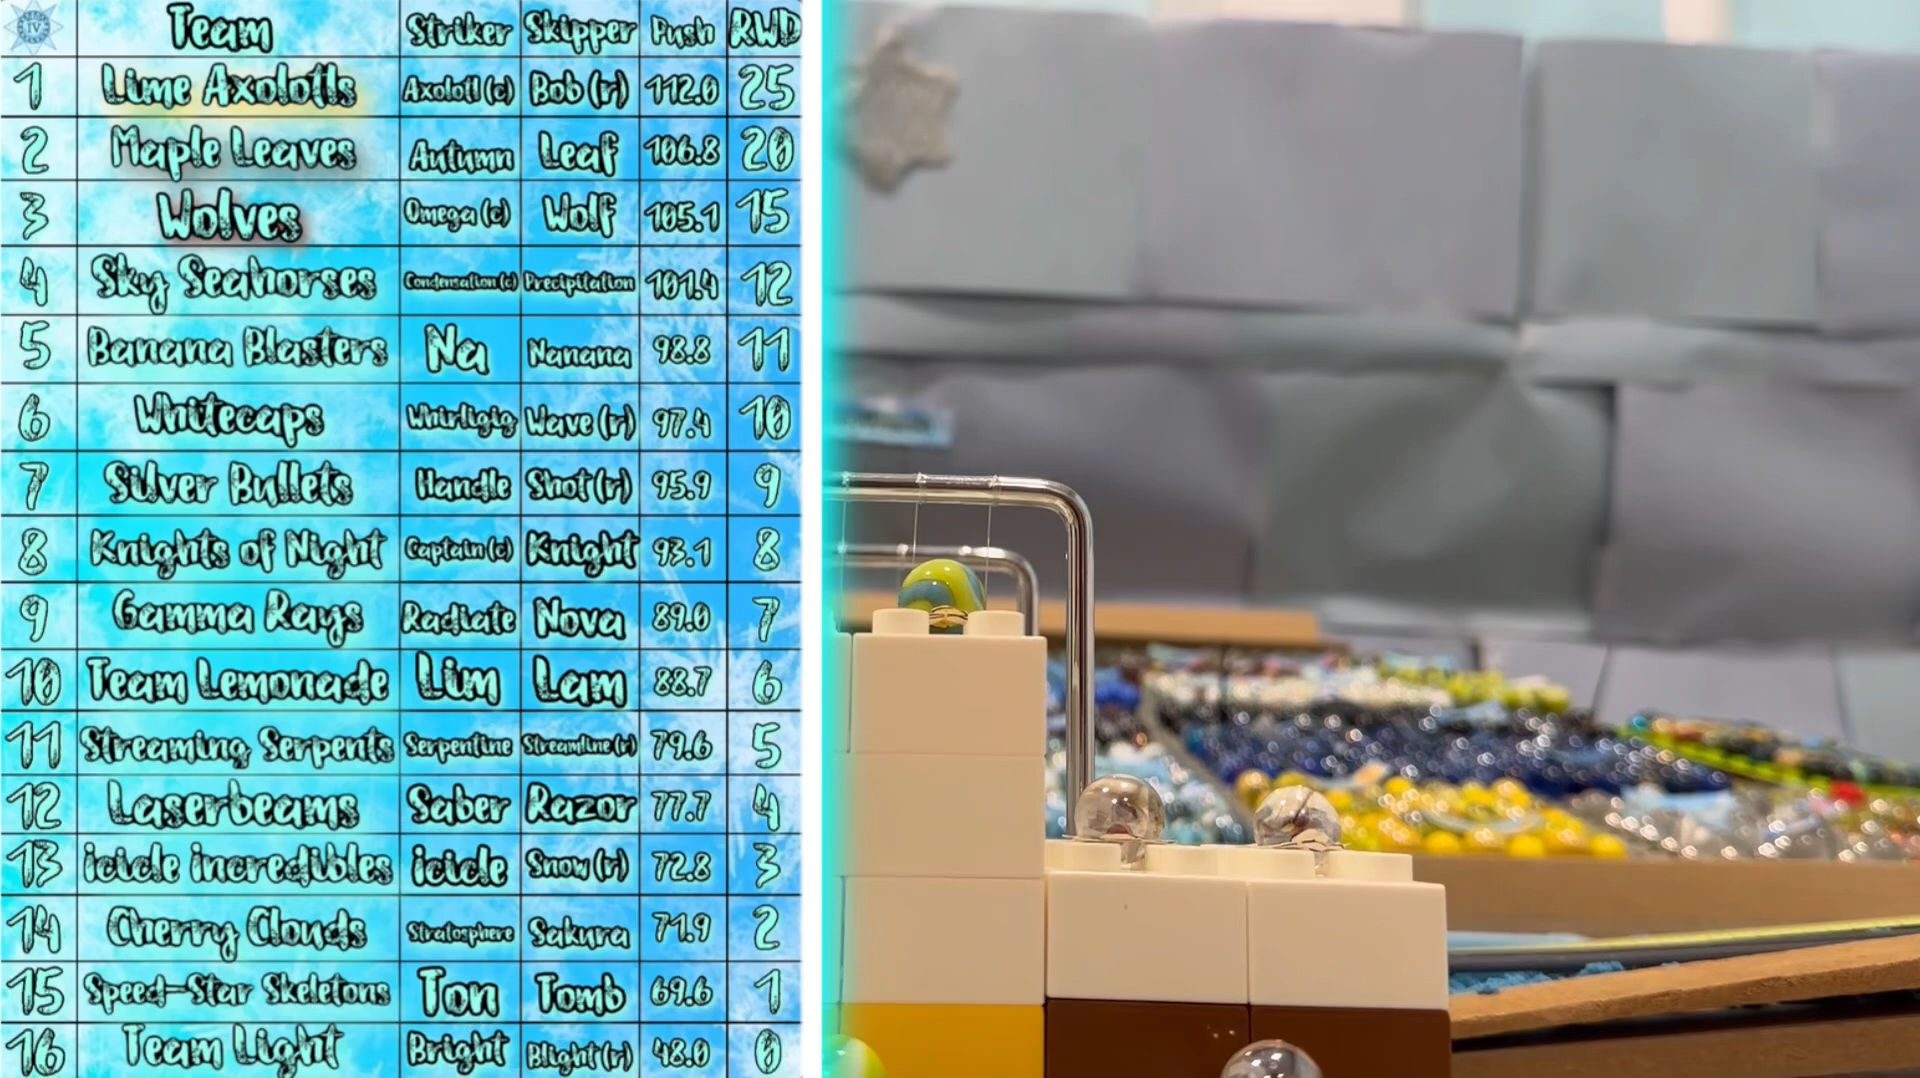 IV Team Striker Skipper Push RWD
1 Lime Axolotls Axolotl (c) Bob (r) 112.0 25
2 Maple Leaves Autumn Leaf 106.8 20
3 Wolves Omega (c) Wolf 105.1 15
4 Sky Seahorses Condensation (c) Precipitation 101.4 12
5 Banana Blasters Na Nanana 98.8 11
6 Whitecaps Whirligig Wave (r) 97.4 10
7 Silver Bullets Handle Shot (r) 95.9 9
8 Knights of Night Captain (c) Knight 93.1 8
9 Gamma Rays Radiate Nova 89.0 7
10 Team Lemonade Lim Lam 88.7 6
11 Streaming Serpents Serpentine Streamline (r) 79.6 5
12 Laserbeams Saber Razor 77.7 4
13 icicle incredibles icicle Snow (r) 72.8 3
14 Cherry Clouds Stratosphere Sakura 71.9 2
15 Speed-Star Skeletons Ton Tomb 69.6 1
16 Team Light Bright Blight (r) 48.0 0